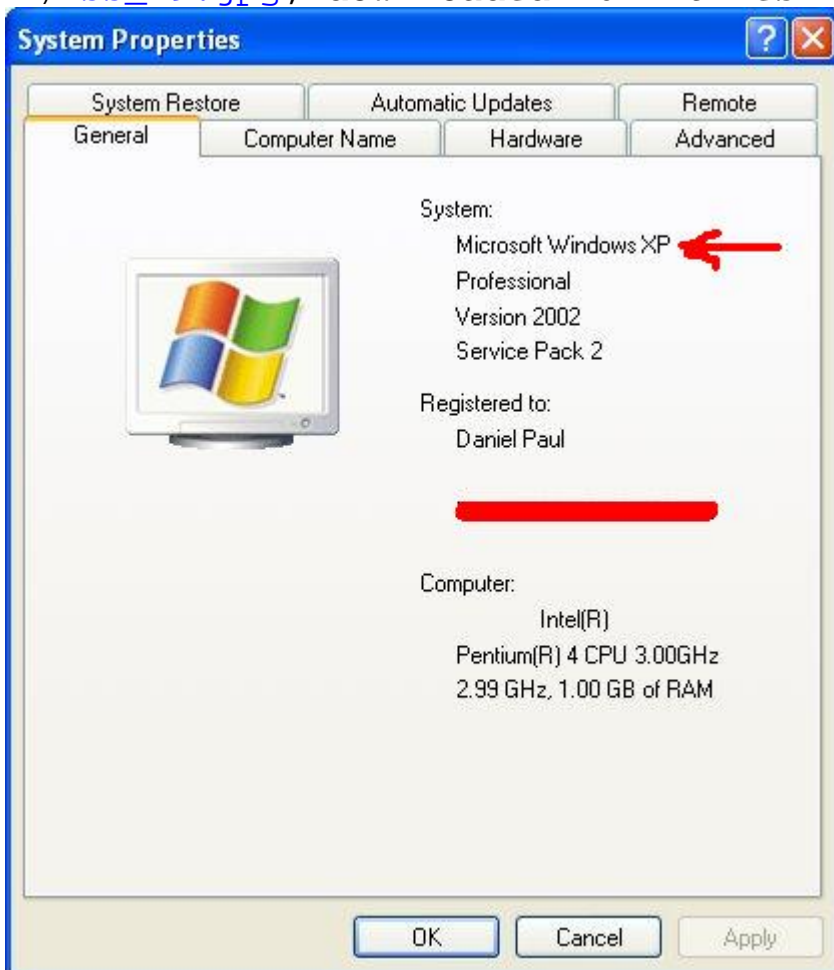 System Properties
System Restore Automatic Updates Remote
General Computer Name Hardware Advanced
System:
Microsoft Windows XP
Professional
Version 2002
Service Pack 2
Registered to:
Daniel Paul
Computer:
Intel(R)
Pentium(R) 4 CPU 3.00GHz
2.99 GHz, 1.00 GB of RAM
OK Cancel Apply